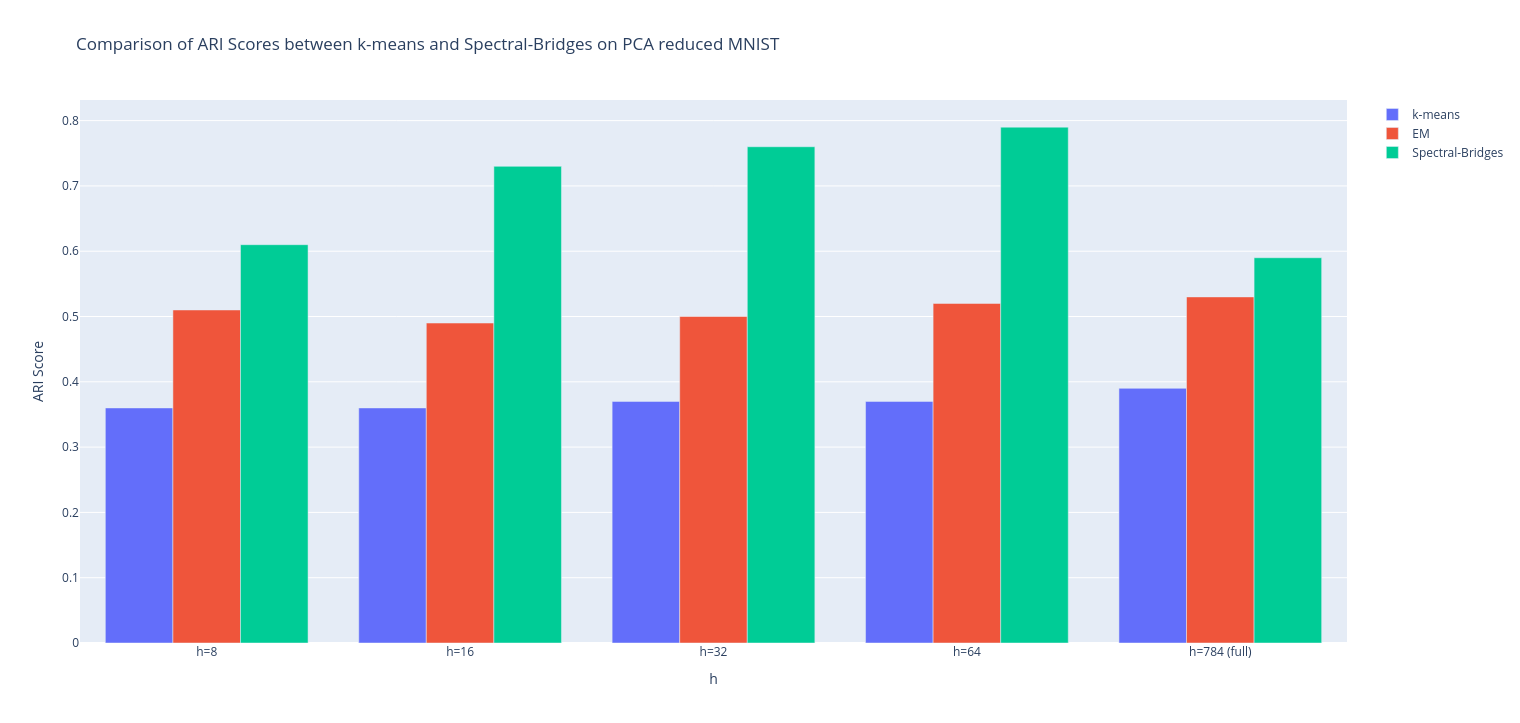 Comparison of ARI Scores between k-means and Spectral-Bridges on PCA reduced MNIST
k-means
EM
Spectral-Bridges
ARI Score
0.8
0.7
0.6
0.5
0.4
0.3
0.2
0.1
0
h=8
h=16
h=32
h=64
h=784 (full)
h